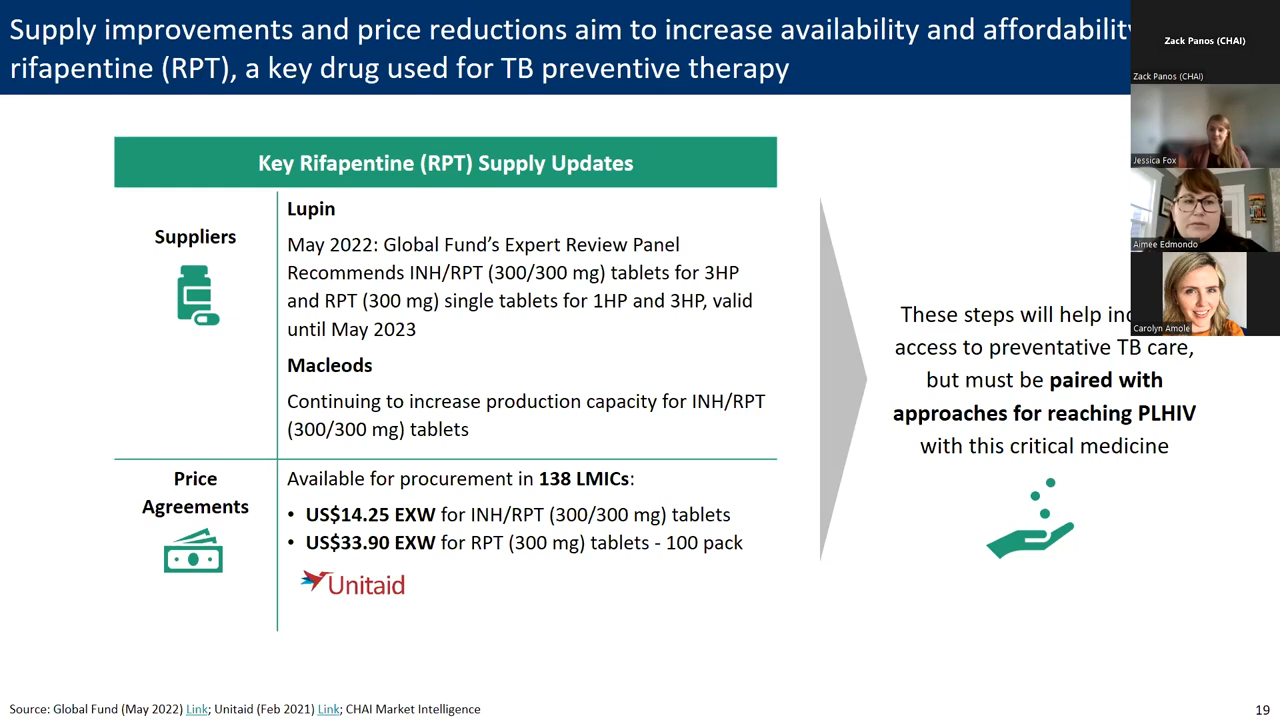 Supply improvements and price reductions aim to increase availability and affordability
rifapentine (RPT), a key drug used for TB preventive therapy
Zack Panos (CHAI)
Zack Panos (CHAI)
Jessica Fox
Aimee Edmondo
Carolyn Amole
Key Rifapentine (RPT) Supply Updates
Suppliers
Lupin
May 2022: Global Fund's Expert Review Panel
Recommends INH/RPT (300/300 mg) tablets for 3HP
and RPT (300 mg) single tablets for 1HP and 3HP, valid
until May 2023
Macleods
Continuing to increase production capacity for INH/RPT
(300/300 mg) tablets
Price
Agreements
Available for procurement in 138 LMICs:
• US$14.25 EXW for INH/RPT (300/300 mg) tablets
• US$33.90 EXW for RPT (300 mg) tablets - 100 pack
Unitaid
These steps will help
access to preventative TB care,
but must be paired with
approaches for reaching PLHIV
with this critical medicine
Source: Global Fund (May 2022) Link; Unitaid (Feb 2021) Link; CHAI Market Intelligence
19